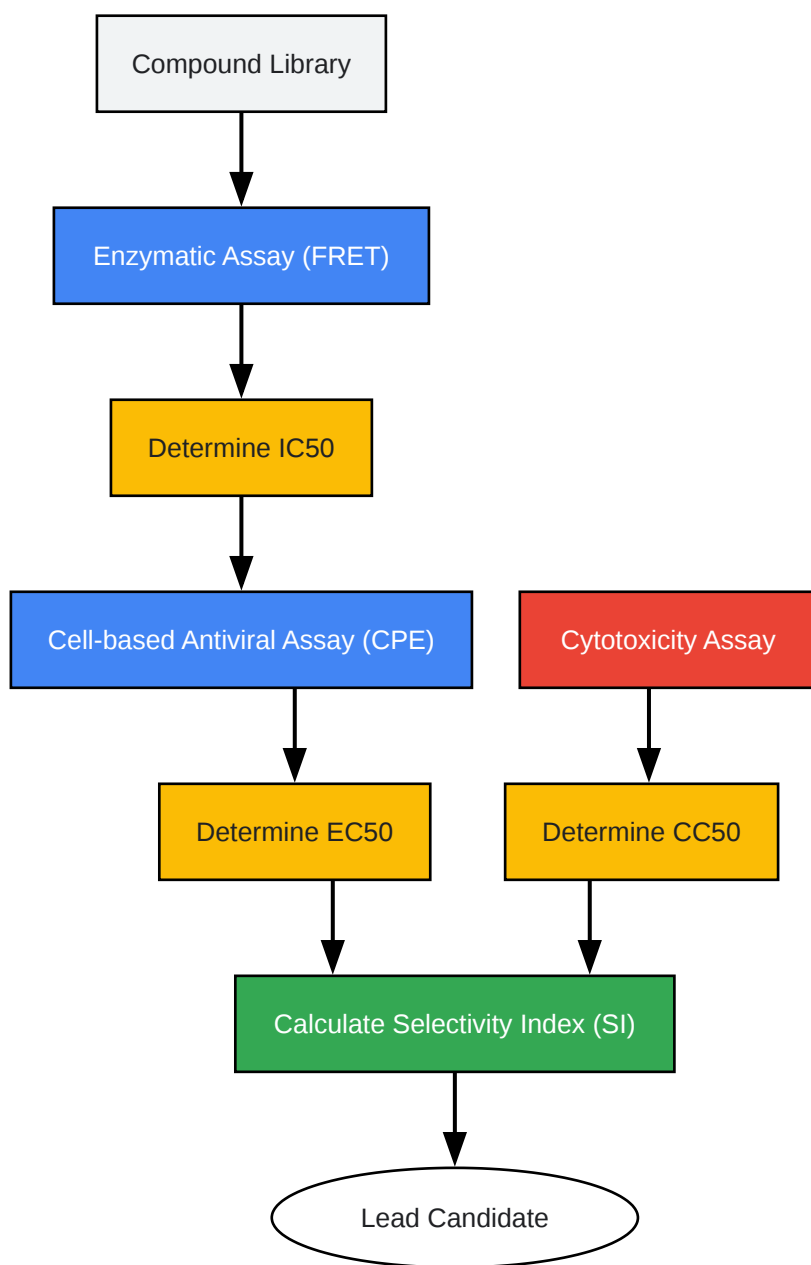 Compound Library
Enzymatic Assay (FRET)
Determine IC50
Cell-based Antiviral Assay (CPE)
Cytotoxicity Assay
Determine EC50
Determine CC50
Calculate Selectivity Index (SI)
Lead Candidate